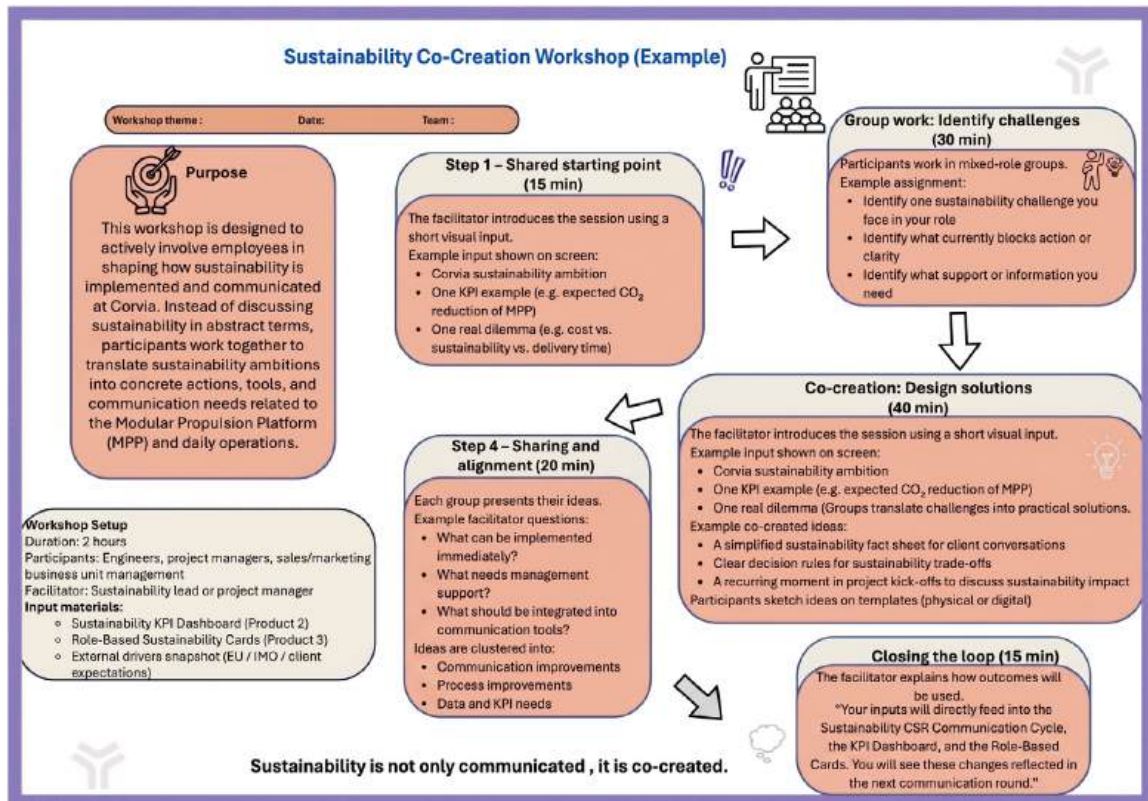 Sustainability Co-Creation Workshop (Example)
Workshop theme : Date: Team :
Purpose
This workshop is designed to
actively involve employees in
shaping how sustainability is
implemented and communicated
at Corvia. Instead of discussing
sustainability in abstract terms,
participants work together to
translate sustainability ambitions
into concrete actions, tools, and
communication needs related to
the Modular Propulsion Platform
(MPP) and daily operations.
Workshop Setup
Duration: 2 hours
Participants: Engineers, project managers, sales/marketing
business unit management
Facilitator: Sustainability lead or project manager
Input materials:
Sustainability KPI Dashboard (Product 2)
Role-Based Sustainability Cards (Product 3)
External drivers snapshot (EU / IMO / client
expectations)
Step 1 – Shared starting point
(15 min)
The facilitator introduces the session using a
short visual input.
Example input shown on screen:
Corvia sustainability ambition
One KPI example (e.g. expected CO₂
reduction of MPP)
One real dilemma (e.g. cost vs.
sustainability vs. delivery time)
Group work: Identify challenges
(30 min)
Participants work in mixed-role groups.
Example assignment:
Identify one sustainability challenge you
face in your role
Identify what currently blocks action or
clarity
Identify what support or information you
need
Co-creation: Design solutions
(40 min)
The facilitator introduces the session using a short visual input.
Example input shown on screen:
Corvia sustainability ambition
One KPI example (e.g. expected CO₂ reduction of MPP)
One real dilemma (Groups translate challenges into practical solutions.
Example co-created ideas:
A simplified sustainability fact sheet for client conversations
Clear decision rules for sustainability trade-offs
A recurring moment in project kick-offs to discuss sustainability impact
Participants sketch ideas on templates (physical or digital)
Step 4 – Sharing and
alignment (20 min)
Each group presents their ideas.
Example facilitator questions:
What can be implemented
immediately?
What needs management
support?
What should be integrated into
communication tools?
Ideas are clustered into:
Communication improvements
Process improvements
Data and KPI needs
Closing the loop (15 min)
The facilitator explains how outcomes will
be used.
"Your inputs will directly feed into the
Sustainability CSR Communication Cycle,
the KPI Dashboard, and the Role-Based
Cards. You will see these changes reflected in
the next communication round."
Sustainability is not only communicated , it is co-created.